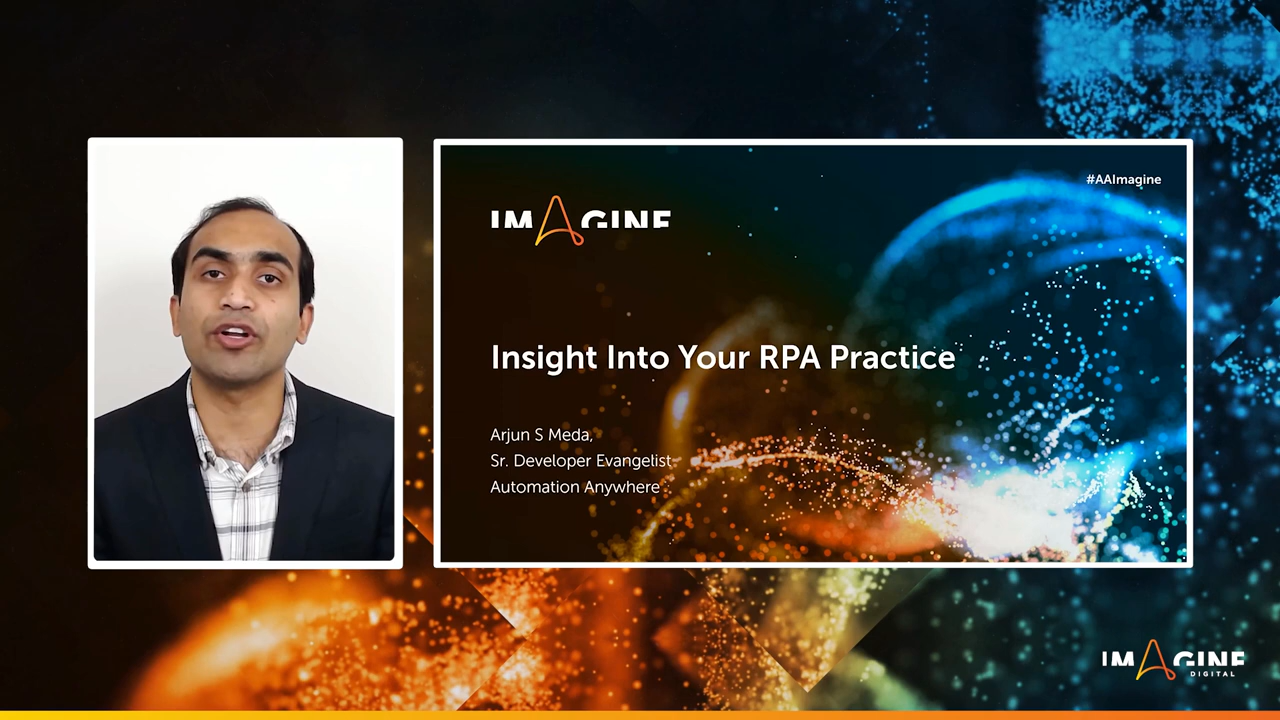 #AAImagine
IMAGINE
Insight Into Your RPA Practice
Arjun S Meda,
Sr. Developer Evangelist
Automation Anywhere
IMAGINE
DIGITAL